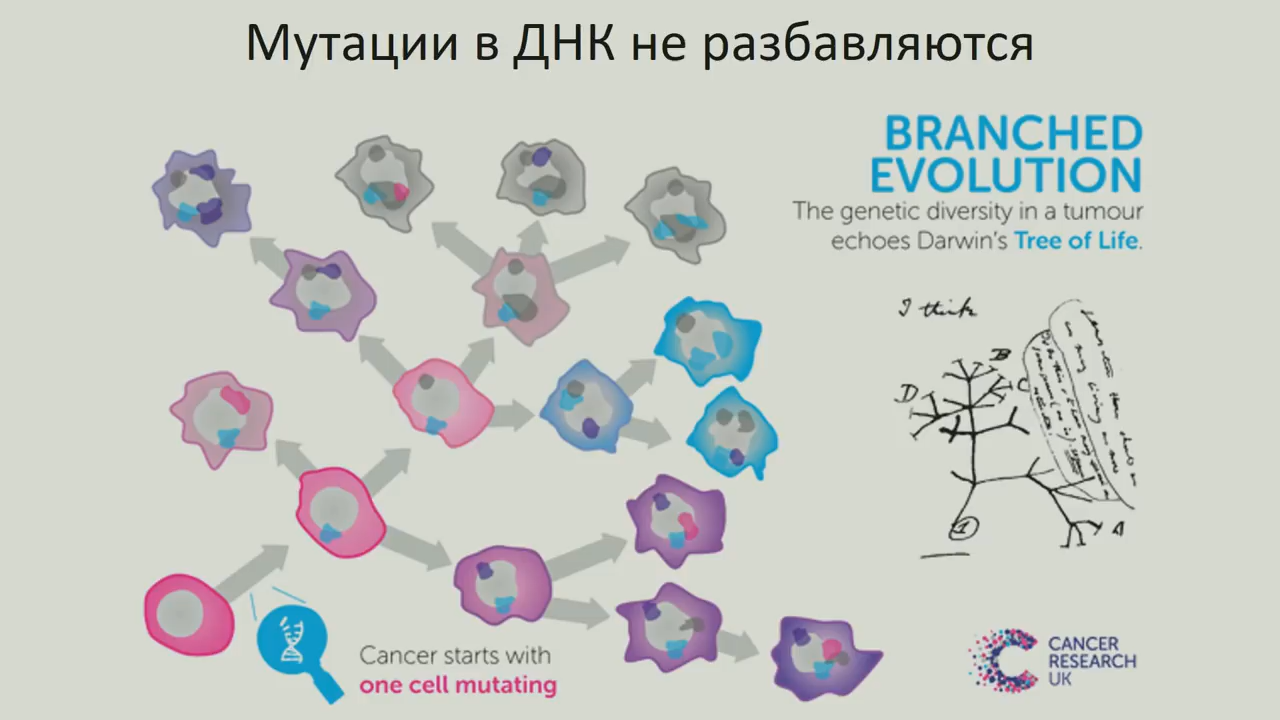 Мутации в ДНК не разбавляются
BRANCHED
EVOLUTION
The genetic diversity in a tumour
echoes Darwin's Tree of Life.
I think
B
D
C
A
1
Cancer starts with
one cell mutating
CANCER
RESEARCH
UK